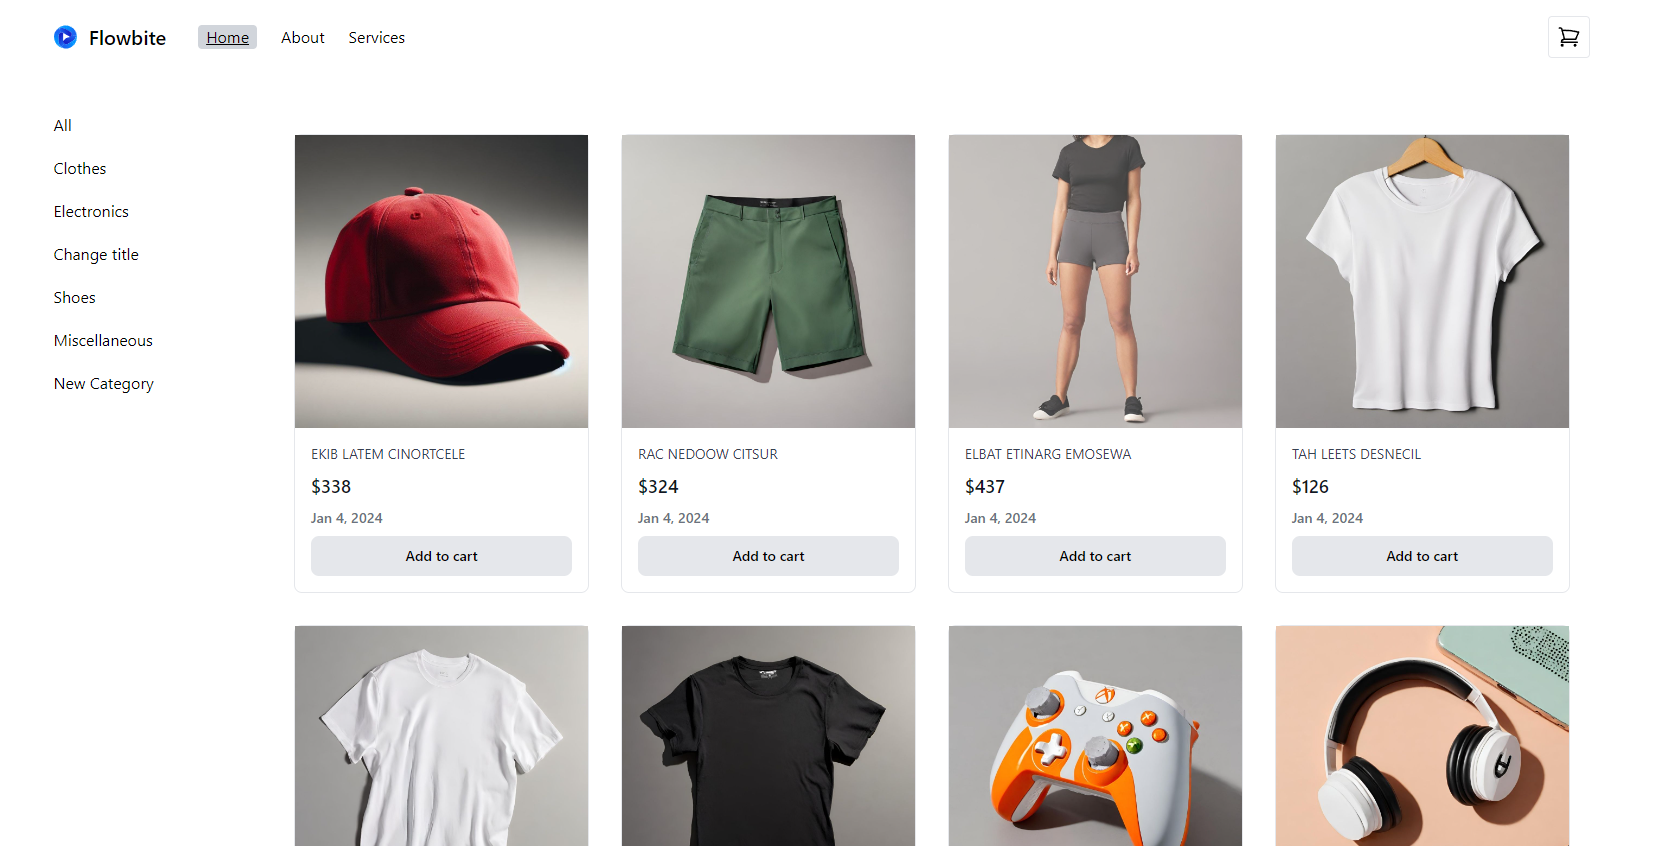 Flowbite
Home
About
Services
All
Clothes
Electronics
Change title
Shoes
Miscellaneous
New Category
EKIB LATEM CINORTCELE
$338
Jan 4, 2024
Add to cart
RAC NEDOOW CITSUR
$324
Jan 4, 2024
Add to cart
ELBAT ETINARG EMOSEWA
$437
Jan 4, 2024
Add to cart
TAH LEETS DESNECIL
$126
Jan 4, 2024
Add to cart